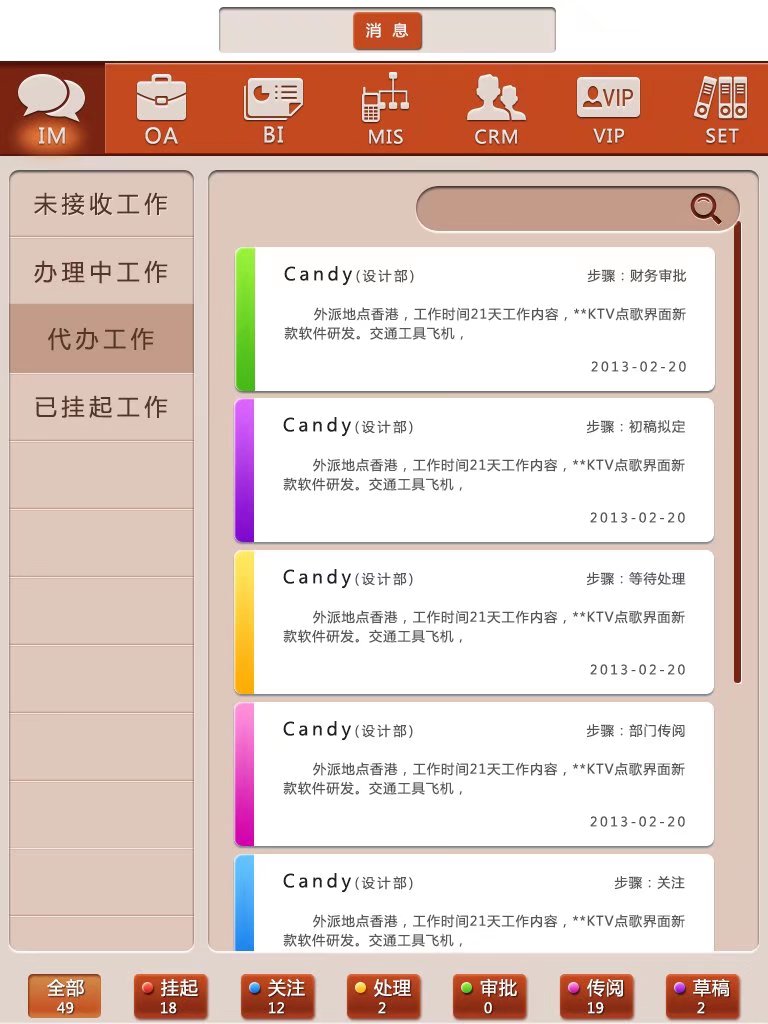 消 息
IM
OA
BI
MIS
CRM
VIP
VIP
SET
未接收工作
办理中工作
代办工作
已挂起工作
Candy(设计部) 步骤：财务审批
外派地点香港，工作时间21天工作内容，**KTV点歌界面新
款软件研发。交通工具飞机，
2013-02-20
Candy(设计部) 步骤：初稿拟定
外派地点香港，工作时间21天工作内容，**KTV点歌界面新
款软件研发。交通工具飞机，
2013-02-20
Candy(设计部) 步骤：等待处理
外派地点香港，工作时间21天工作内容，**KTV点歌界面新
款软件研发。交通工具飞机，
2013-02-20
Candy(设计部) 步骤：部门传阅
外派地点香港，工作时间21天工作内容，**KTV点歌界面新
款软件研发。交通工具飞机，
2013-02-20
Candy(设计部) 步骤：关注
外派地点香港，工作时间21天工作内容，**KTV点歌界面新
款软件研发。交通工具飞机，
全部
49
挂起
18
关注
12
处理
2
审批
0
传阅
19
草稿
2